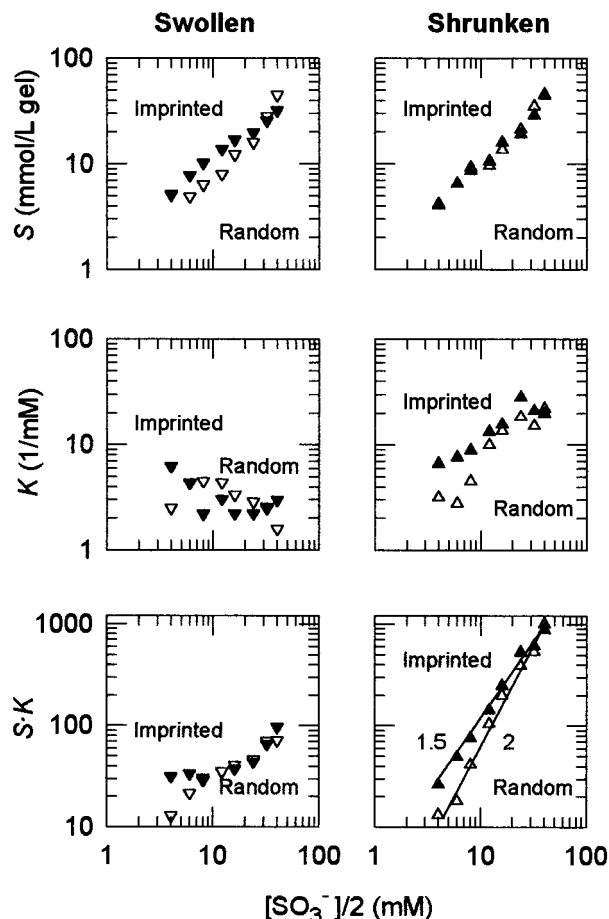 Swollen Shrunken
100
10
1
S (mmol/L gel)
Imprinted
Random
Imprinted
Random
100
10
1
K (1/mM)
Imprinted
Random
Imprinted
Random
1000
100
10
S·K
Imprinted
Random
Imprinted
1.5
2
Random
1 10 100 1 10 100
[SO₃⁻]/2 (mM)